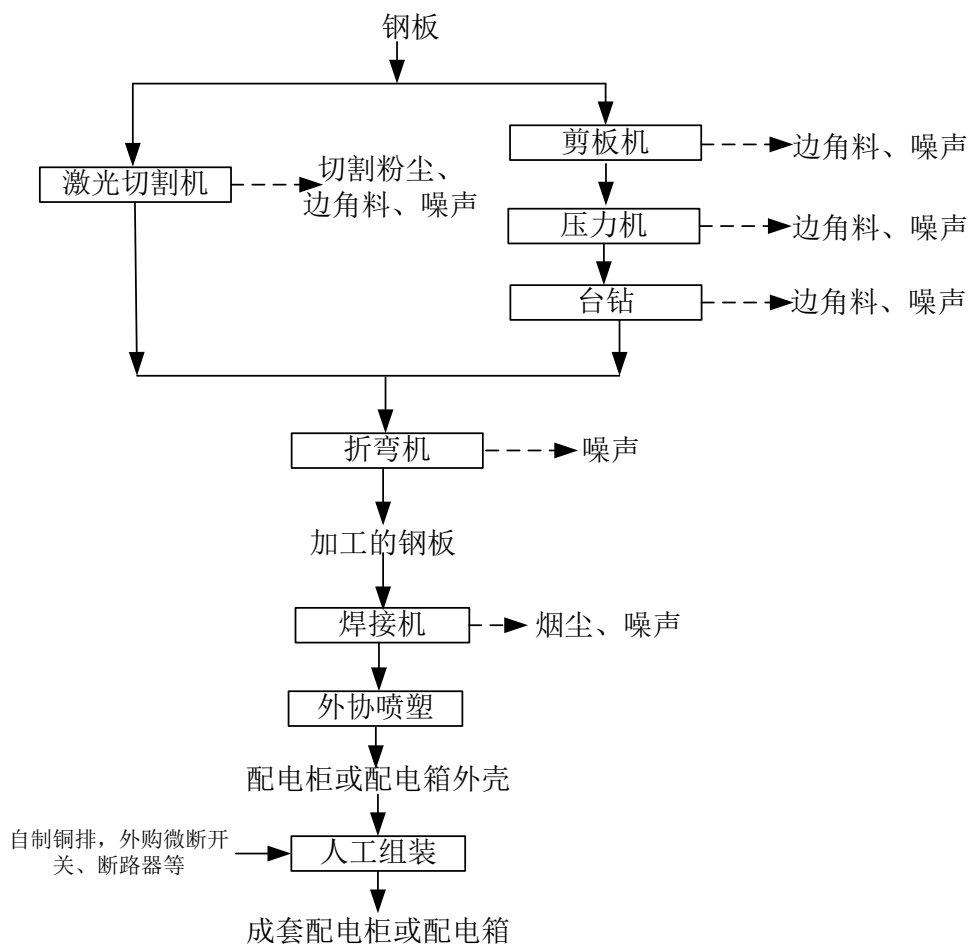 钢板
剪板机
边角料、噪声
激光切割机
切割粉尘、
边角料、噪声
压力机
边角料、噪声
台钻
边角料、噪声
折弯机
噪声
加工的钢板
焊接机
烟尘、噪声
外协喷塑
配电柜或配电箱外壳
自制铜排，外购微断开
关、断路器等
人工组装
成套配电柜或配电箱